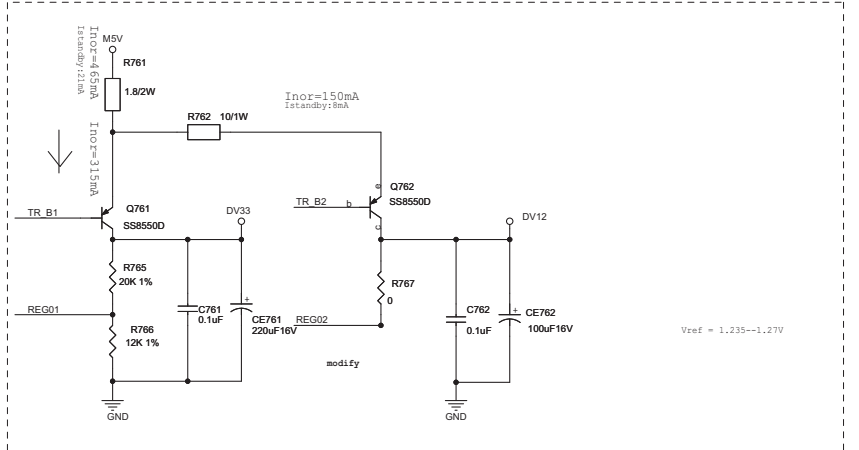 Inor=465mA
Istandby:21mA
M5V
R761
1.8/2W
Inor=150mA
Istandby:8mA
R762 10/1W
Inor=315mA
TR_B1
Q761
SS8550D
DV33
TR_B2
b
e
c
Q762
SS8550D
DV12
R765
20K 1%
REG01
R766
12K 1%
C761
0.1uF
CE761
220uF16V
+
R767
0
REG02
modify
C762
0.1uF
CE762
100uF16V
+
Vref = 1.235--1.27V
GND
GND